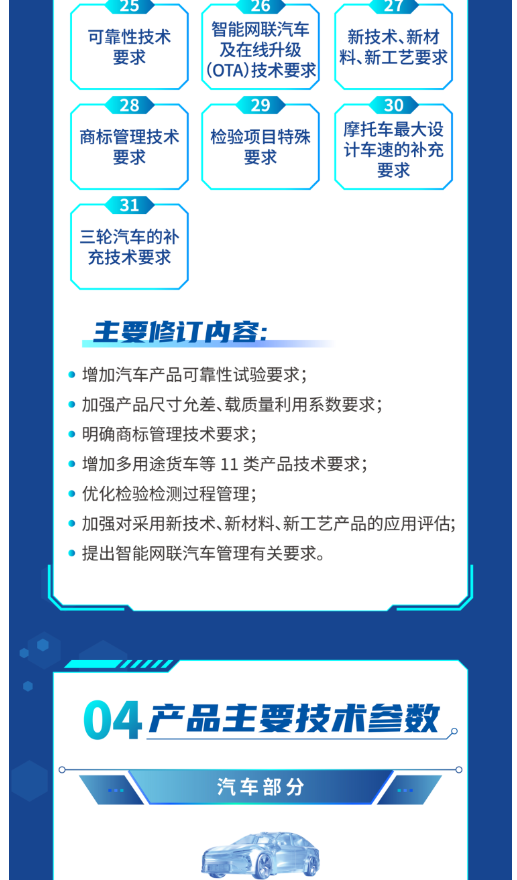 25
可靠性技术
要求
26
智能网联汽车
及在线升级
（OTA）技术要求
27
新技术、新材
料、新工艺要求
28
商标管理技术
要求
29
检验项目特殊
要求
30
摩托车最大设
计车速的补充
要求
31
三轮汽车的补
充技术要求
主要修订内容：
增加汽车产品可靠性试验要求；
加强产品尺寸允差、载质量利用系数要求；
明确商标管理技术要求；
增加多用途货车等 11 类产品技术要求；
优化检验检测过程管理；
加强对采用新技术、新材料、新工艺产品的应用评估；
提出智能网联汽车管理有关要求。
04 产品主要技术参数
汽车部分